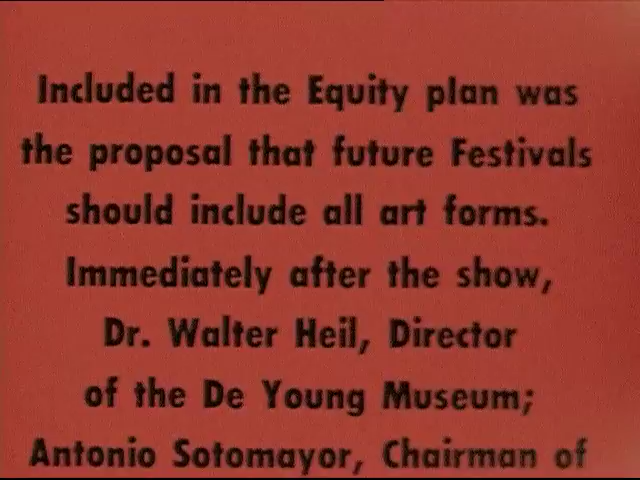 Included in the Equity plan was
the proposal that future Festivals
should include all art forms.
Immediately after the show,
Dr. Walter Heil, Director
of the De Young Museum;
Antonio Sotomayor, Chairman of